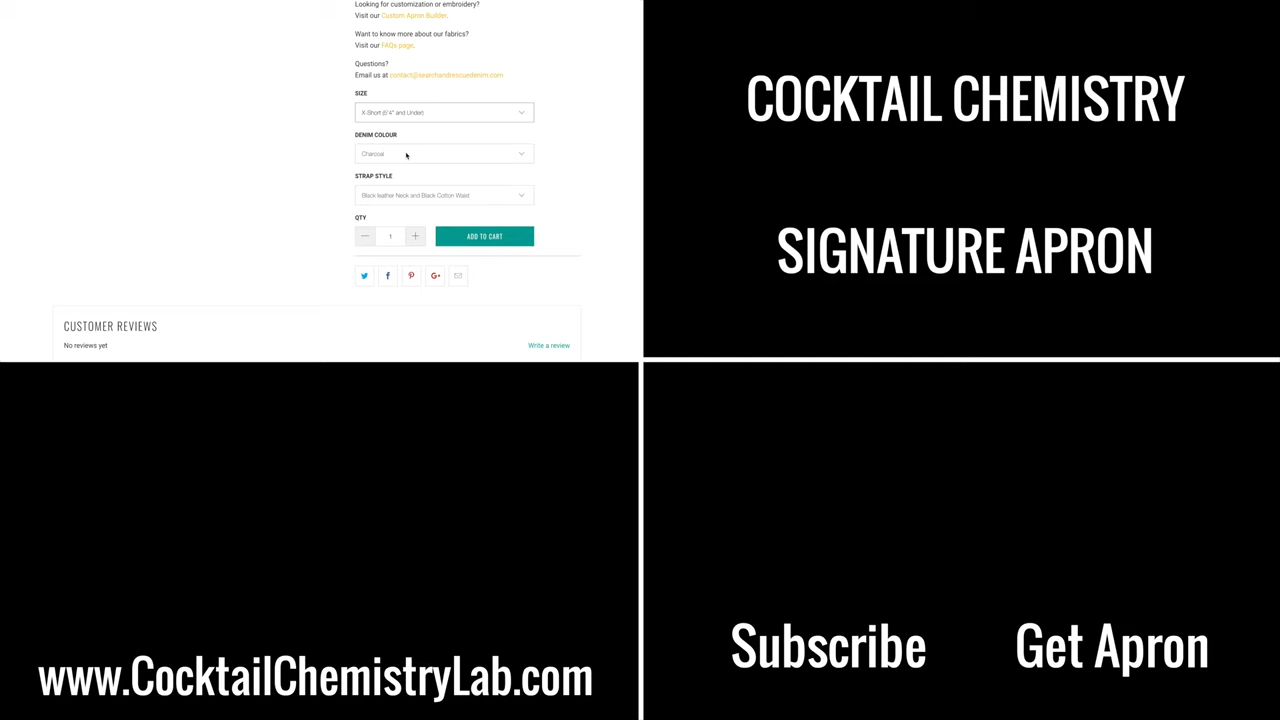 Looking for customization or embroidery?
Visit our Custom Apron Builder.
Want to know more about our fabrics?
Visit our FAQs page.
Questions?
Email us at contact@searchandrescuedenim.com
SIZE
X-Short (5'4" and Under)
DENIM COLOUR
Charcoal
STRAP STYLE
Black leather Neck and Black Cotton Waist
QTY
1
ADD TO CART
CUSTOMER REVIEWS
No reviews yet
Write a review
COCKTAIL CHEMISTRY
SIGNATURE APRON
www.CocktailChemistryLab.com
Subscribe
Get Apron